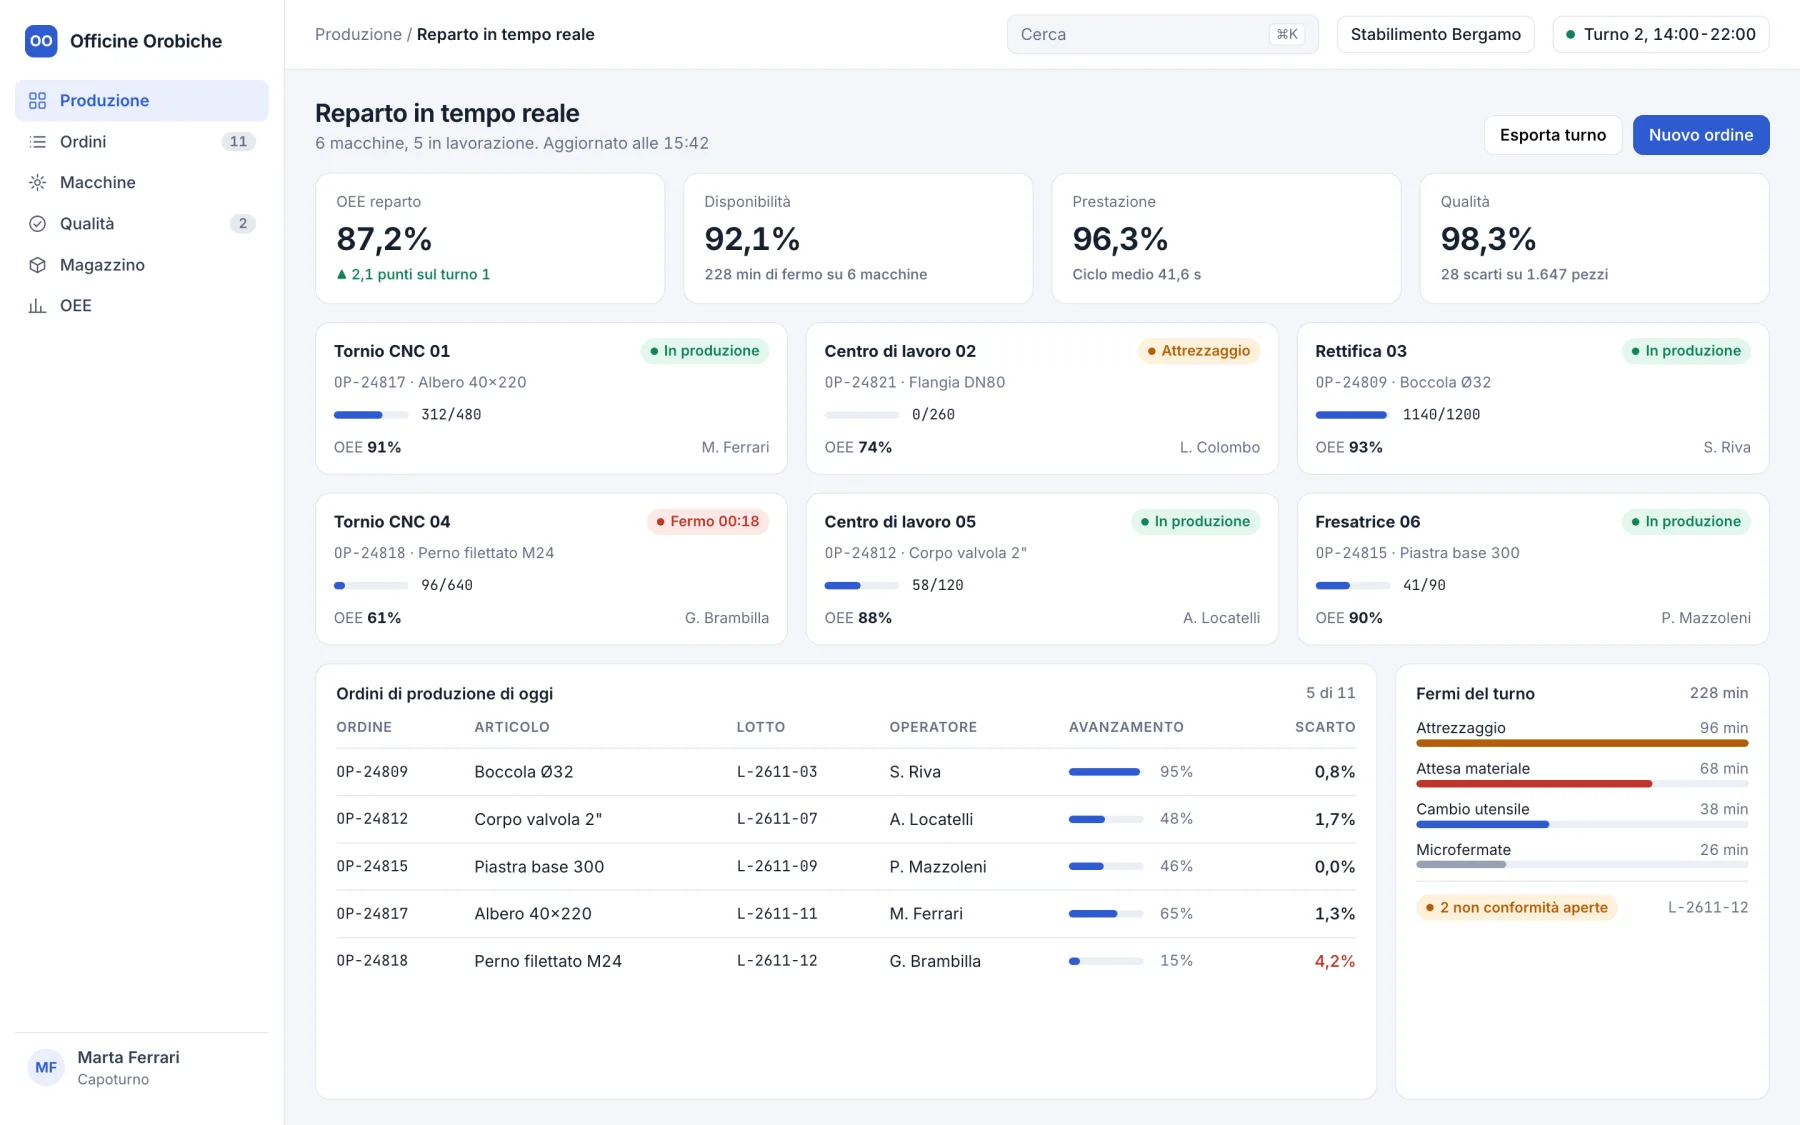 OO Officine Orobiche
Produzione
Ordini 11
Macchine
Qualità 2
Magazzino
OEE
MF
Marta Ferrari
Capoturno
Produzione / Reparto in tempo reale
Cerca ⌘K
Stabilimento Bergamo
Turno 2, 14:00-22:00
Reparto in tempo reale
6 macchine, 5 in lavorazione. Aggiornato alle 15:42
Esporta turno
Nuovo ordine
OEE reparto
87,2%
▲ 2,1 punti sul turno 1
Disponibilità
92,1%
228 min di fermo su 6 macchine
Prestazione
96,3%
Ciclo medio 41,6 s
Qualità
98,3%
28 scarti su 1.647 pezzi
Tornio CNC 01 In produzione
OP-24817 · Albero 40×220
312/480
OEE 91% M. Ferrari
Centro di lavoro 02 Attrezzaggio
OP-24821 · Flangia DN80
0/260
OEE 74% L. Colombo
Rettifica 03 In produzione
OP-24809 · Boccola Ø32
1140/1200
OEE 93% S. Riva
Tornio CNC 04 Fermo 00:18
OP-24818 · Perno filettato M24
96/640
OEE 61% G. Brambilla
Centro di lavoro 05 In produzione
OP-24812 · Corpo valvola 2"
58/120
OEE 88% A. Locatelli
Fresatrice 06 In produzione
OP-24815 · Piastra base 300
41/90
OEE 90% P. Mazzoleni
Ordini di produzione di oggi 5 di 11
ORDINE ARTICOLO LOTTO OPERATORE AVANZAMENTO SCARTO
OP-24809 Boccola Ø32 L-2611-03 S. Riva 95% 0,8%
OP-24812 Corpo valvola 2" L-2611-07 A. Locatelli 48% 1,7%
OP-24815 Piastra base 300 L-2611-09 P. Mazzoleni 46% 0,0%
OP-24817 Albero 40×220 L-2611-11 M. Ferrari 65% 1,3%
OP-24818 Perno filettato M24 L-2611-12 G. Brambilla 15% 4,2%
Fermi del turno 228 min
Attrezzaggio 96 min
Attesa materiale 68 min
Cambio utensile 38 min
Microfermate 26 min
2 non conformità aperte L-2611-12